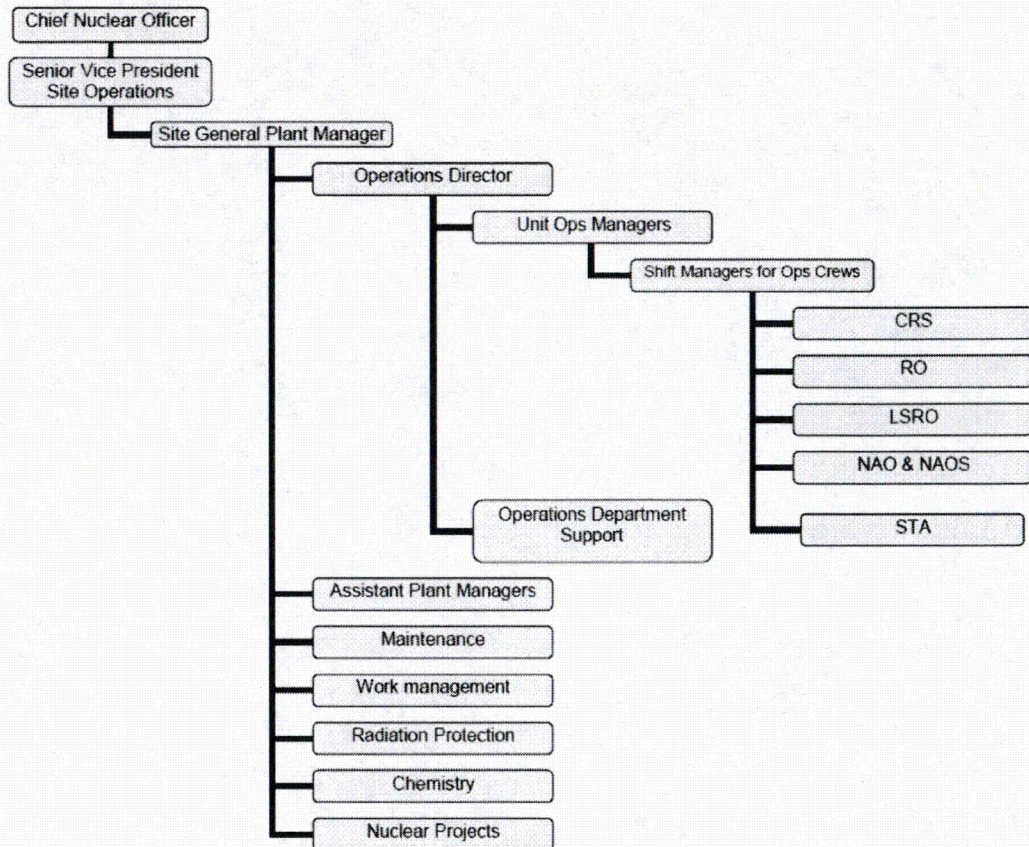 Chief Nuclear Officer
Senior Vice President
Site Operations
Site General Plant Manager
Operations Director
Unit Ops Managers
Shift Managers for Ops Crews
CRS
RO
LSRO
NAO & NAOS
STA
Operations Department
Support
Assistant Plant Managers
Maintenance
Work management
Radiation Protection
Chemistry
Nuclear Projects